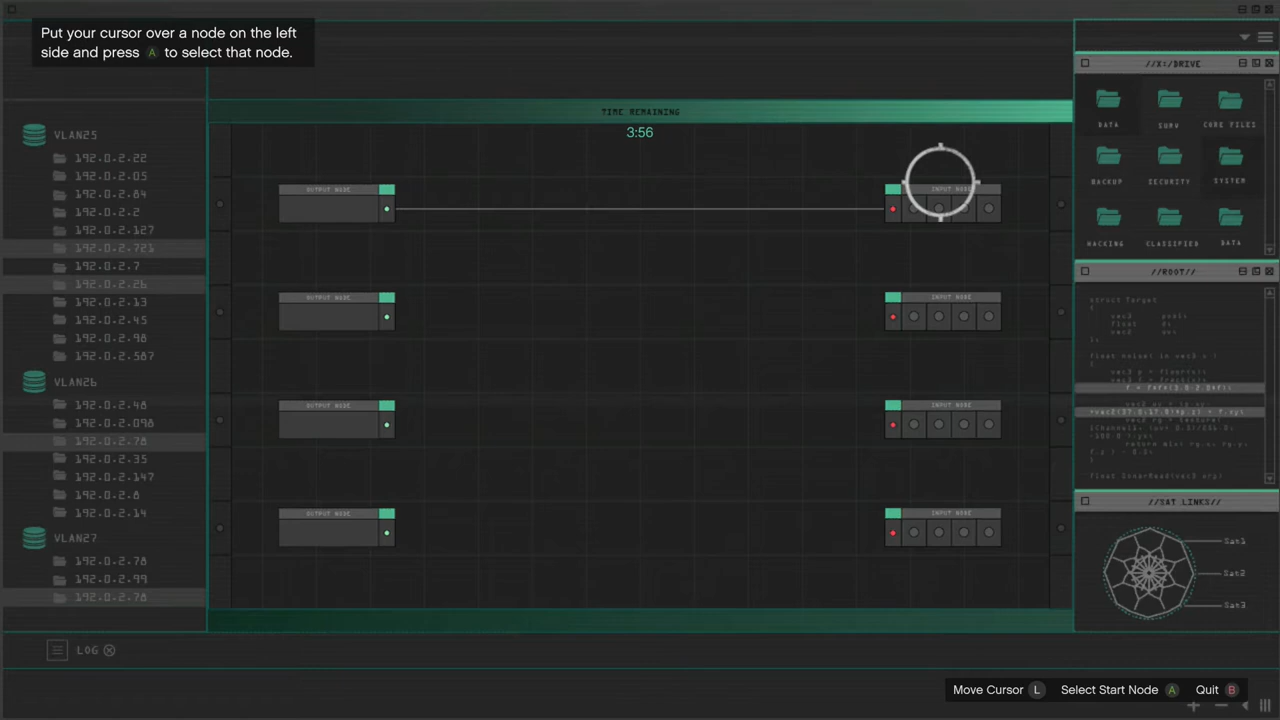 Put your cursor over a node on the left
side and press A to select that node.
VLAN25
192.0.2.22
192.0.2.05
192.0.2.84
192.0.2.2
192.0.2.127
192.0.2.721
192.0.2.7
192.0.2.26
192.0.2.13
192.0.2.45
192.0.2.98
192.0.2.587
VLAN26
192.0.2.48
192.0.2.098
192.0.2.78
192.0.2.35
192.0.2.147
192.0.2.8
192.0.2.14
VLAN27
192.0.2.78
192.0.2.99
192.0.2.78
LOG
TIME REMAINING
3:56
OUTPUT NODE
INPUT NODE
OUTPUT NODE
INPUT NODE
OUTPUT NODE
INPUT NODE
OUTPUT NODE
INPUT NODE
//X:/DRIVE
DATA
SURV
CODE FILES
BACKUP
SECURITY
SYSTEM
HACKING
CLASSIFIED
DATA
//ROOT//
struct Target
{
vec3
float
vec2
//SAT LINKS//
Sat1
Sat2
Sat3
Move Cursor L
Select Start Node A
Quit B